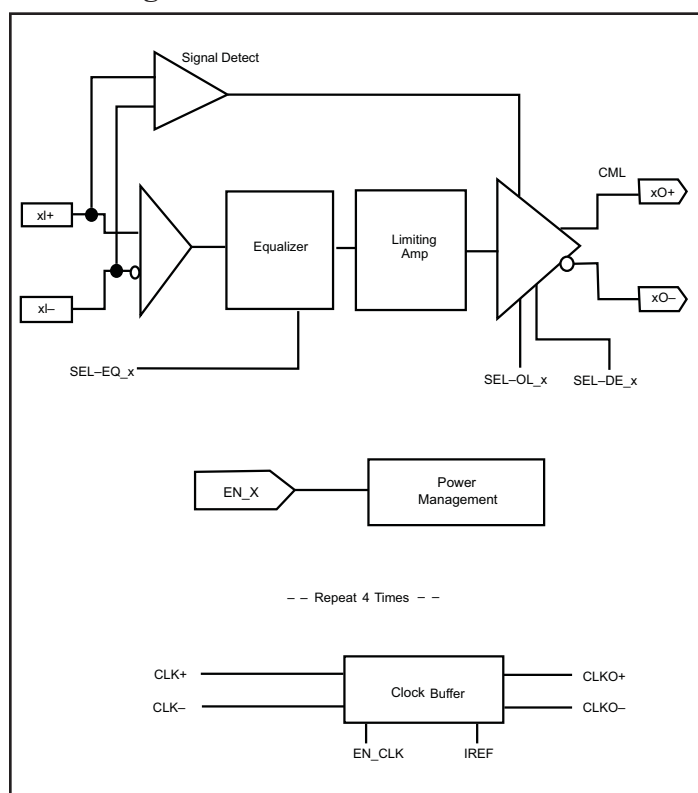 Signal Detect
CML
xO+
xI+
Equalizer
Limiting
Amp
xI–
xO–
SEL–EQ_x
SEL–OL_x
SEL–DE_x
EN_X
Power
Management
– – Repeat 4 Times – –
CLK+
CLKO+
Clock Buffer
CLK–
CLKO–
EN_CLK
IREF